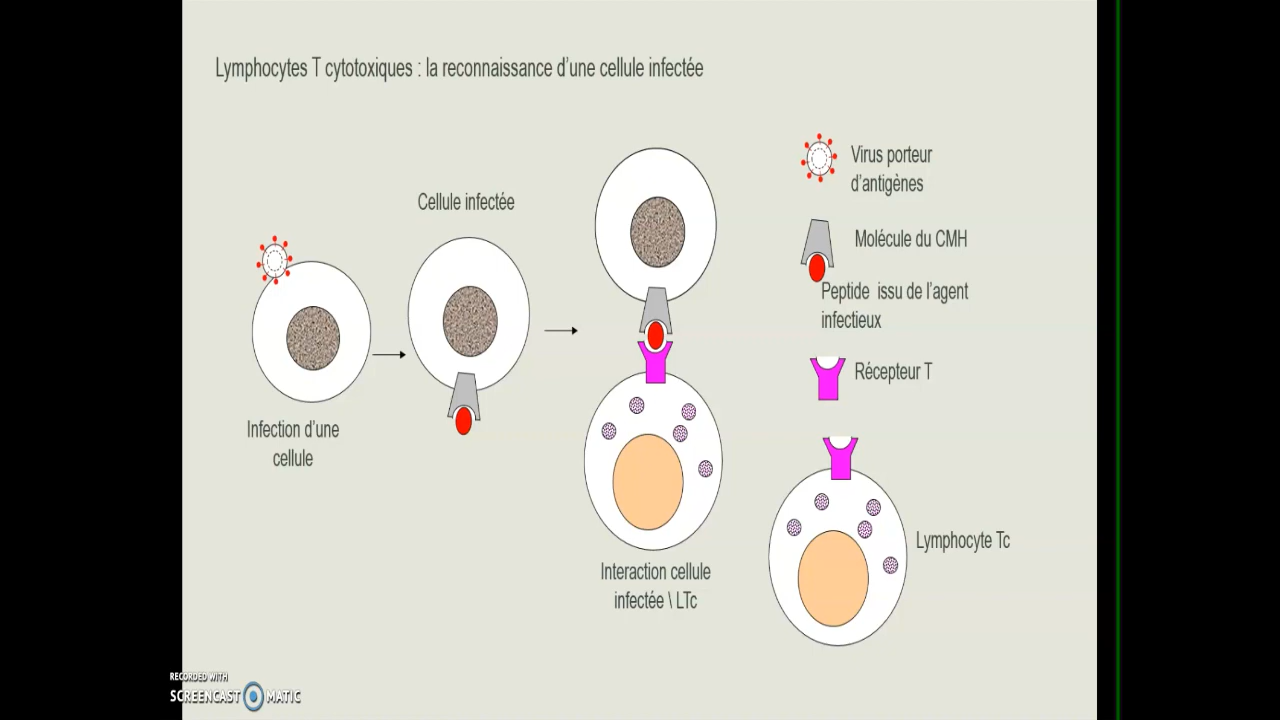 Lymphocytes T cytotoxiques : la reconnaissance d'une cellule infectée
Cellule infectée
Infection d'une
cellule
Interaction cellule
infectée \ LTc
Virus porteur
d'antigènes
Molécule du CMH
Peptide issu de l'agent
infectieux
Récepteur T
Lymphocyte Tc
RECORDED WITH
SCREENCAST MATIC